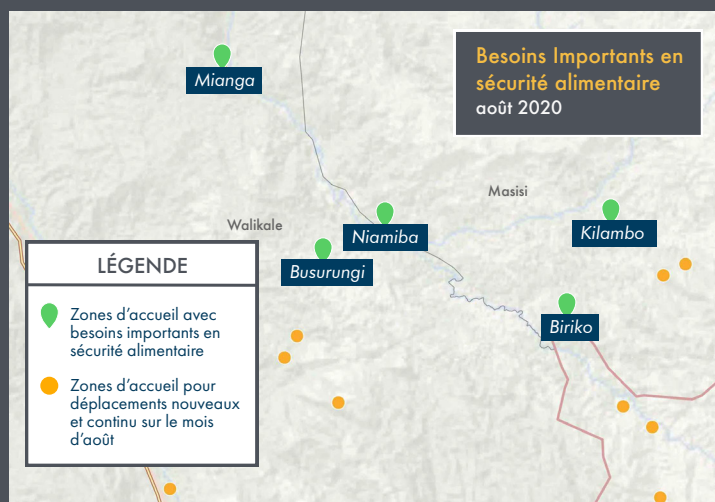 Besoins Importants en
sécurité alimentaire
août 2020
Mianga
Masisi
Walikale
Niamiba
Kilambo
Busurungi
Biriko
LÉGENDE
Zones d'accueil avec
besoins importants en
sécurité alimentaire
Zones d'accueil pour
déplacements nouveaux
et continu sur le mois
d'août